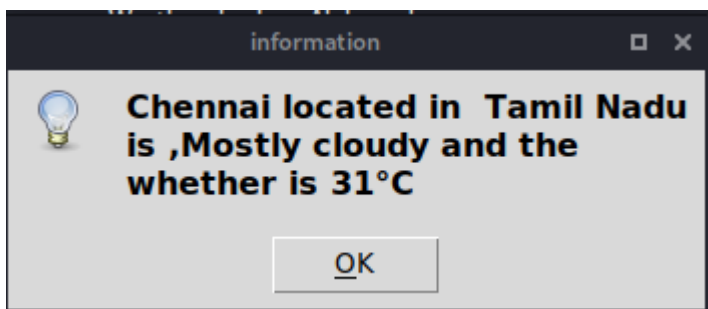 information
Chennai located in  Tamil Nadu
is ,Mostly cloudy and the
whether is 31°C
OK